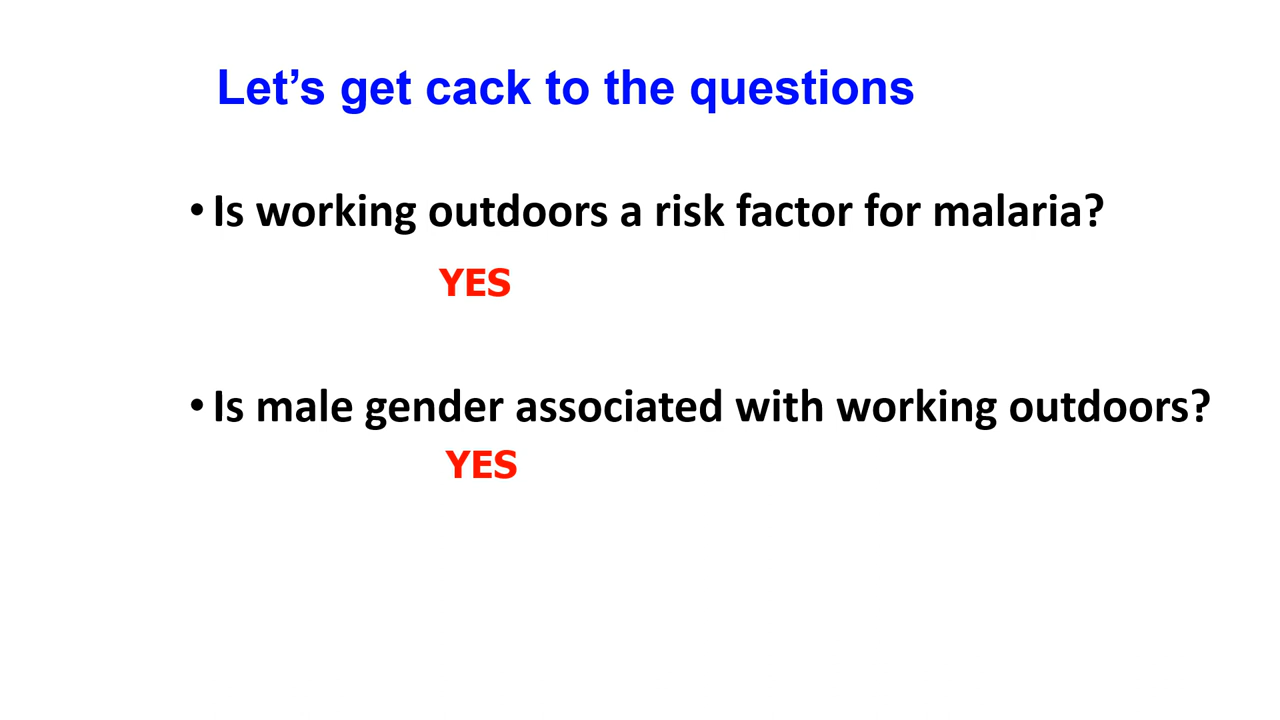 Let’s get cack to the questions
• Is working outdoors a risk factor for malaria?
YES
• Is male gender associated with working outdoors?
YES